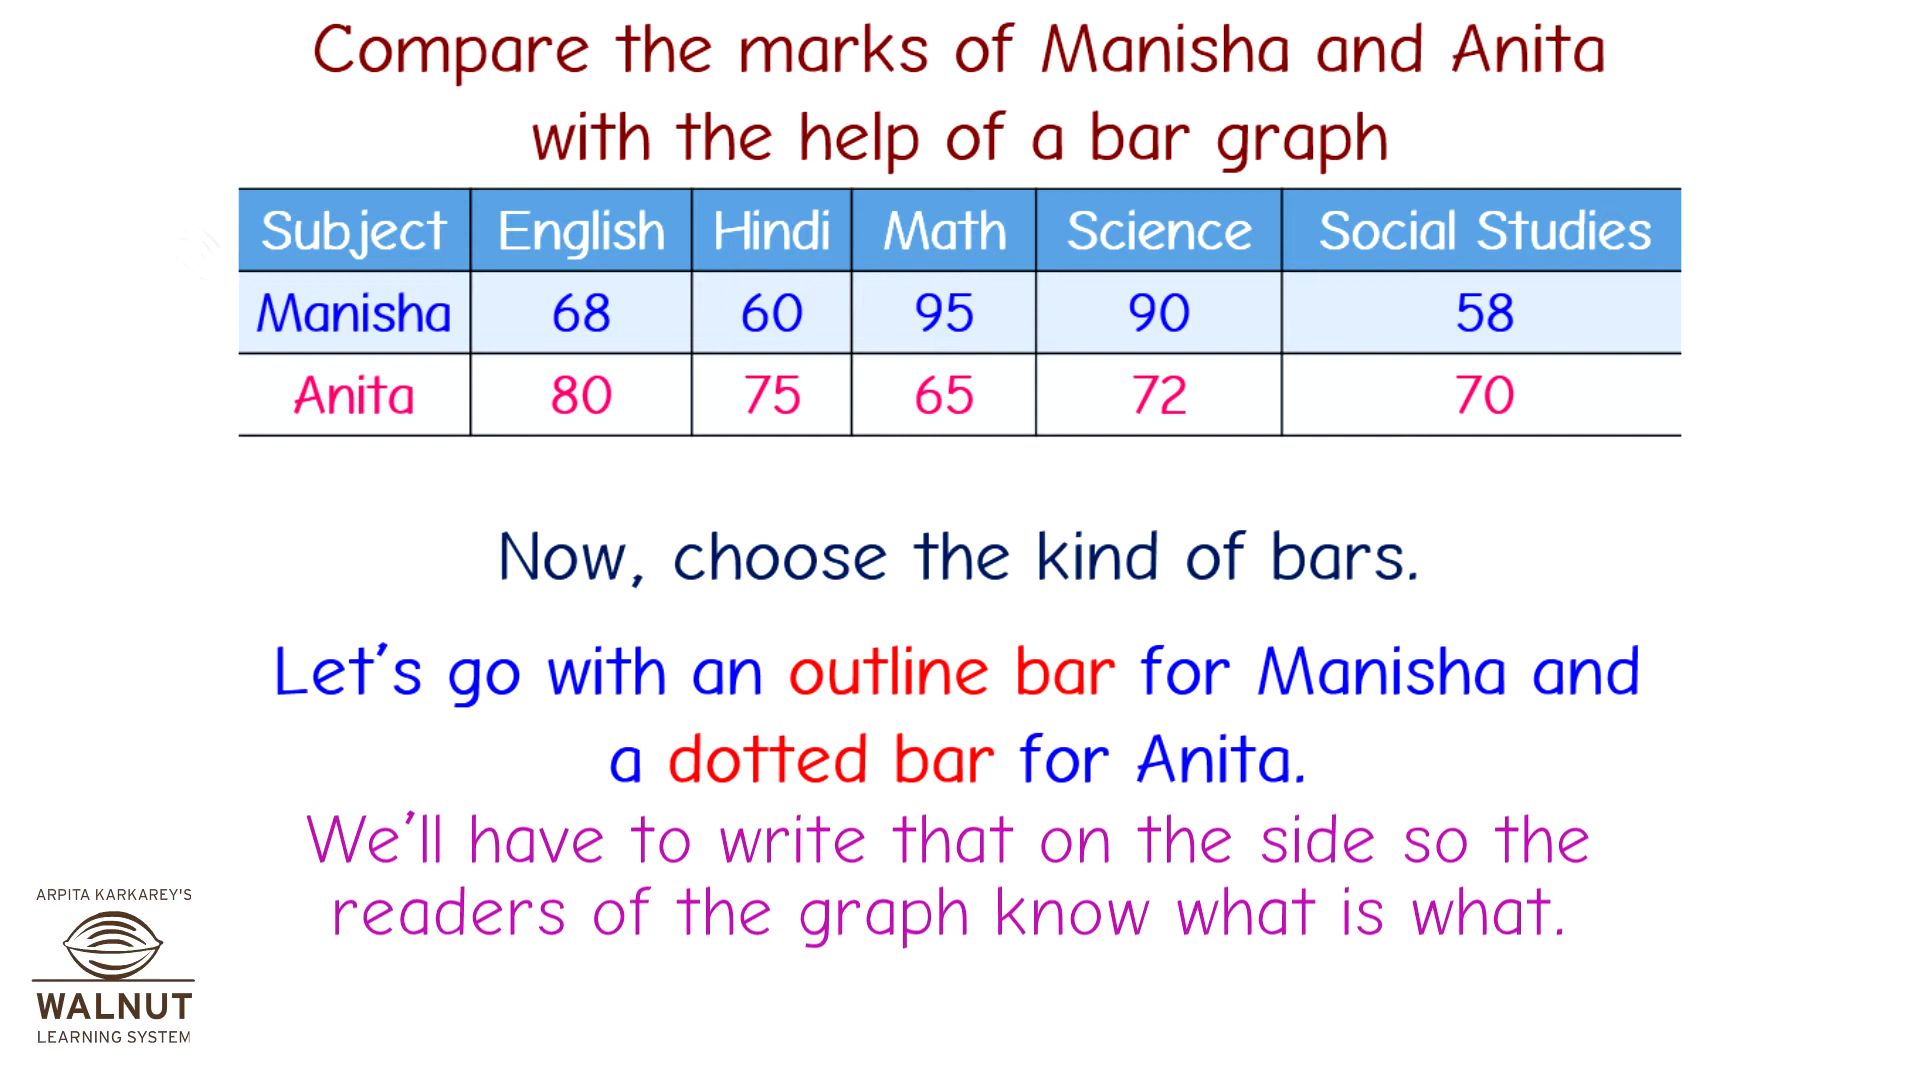 Compare the marks of Manisha and Anita
with the help of a bar graph
Subject English Hindi Math Science Social Studies
Manisha 68 60 95 90 58
Anita 80 75 65 72 70
Now, choose the kind of bars.
Let's go with an outline bar for Manisha and
a dotted bar for Anita.
We'll have to write that on the side so the
readers of the graph know what is what.
ARPITA KARKAREY'S
WALNUT
LEARNING SYSTEM